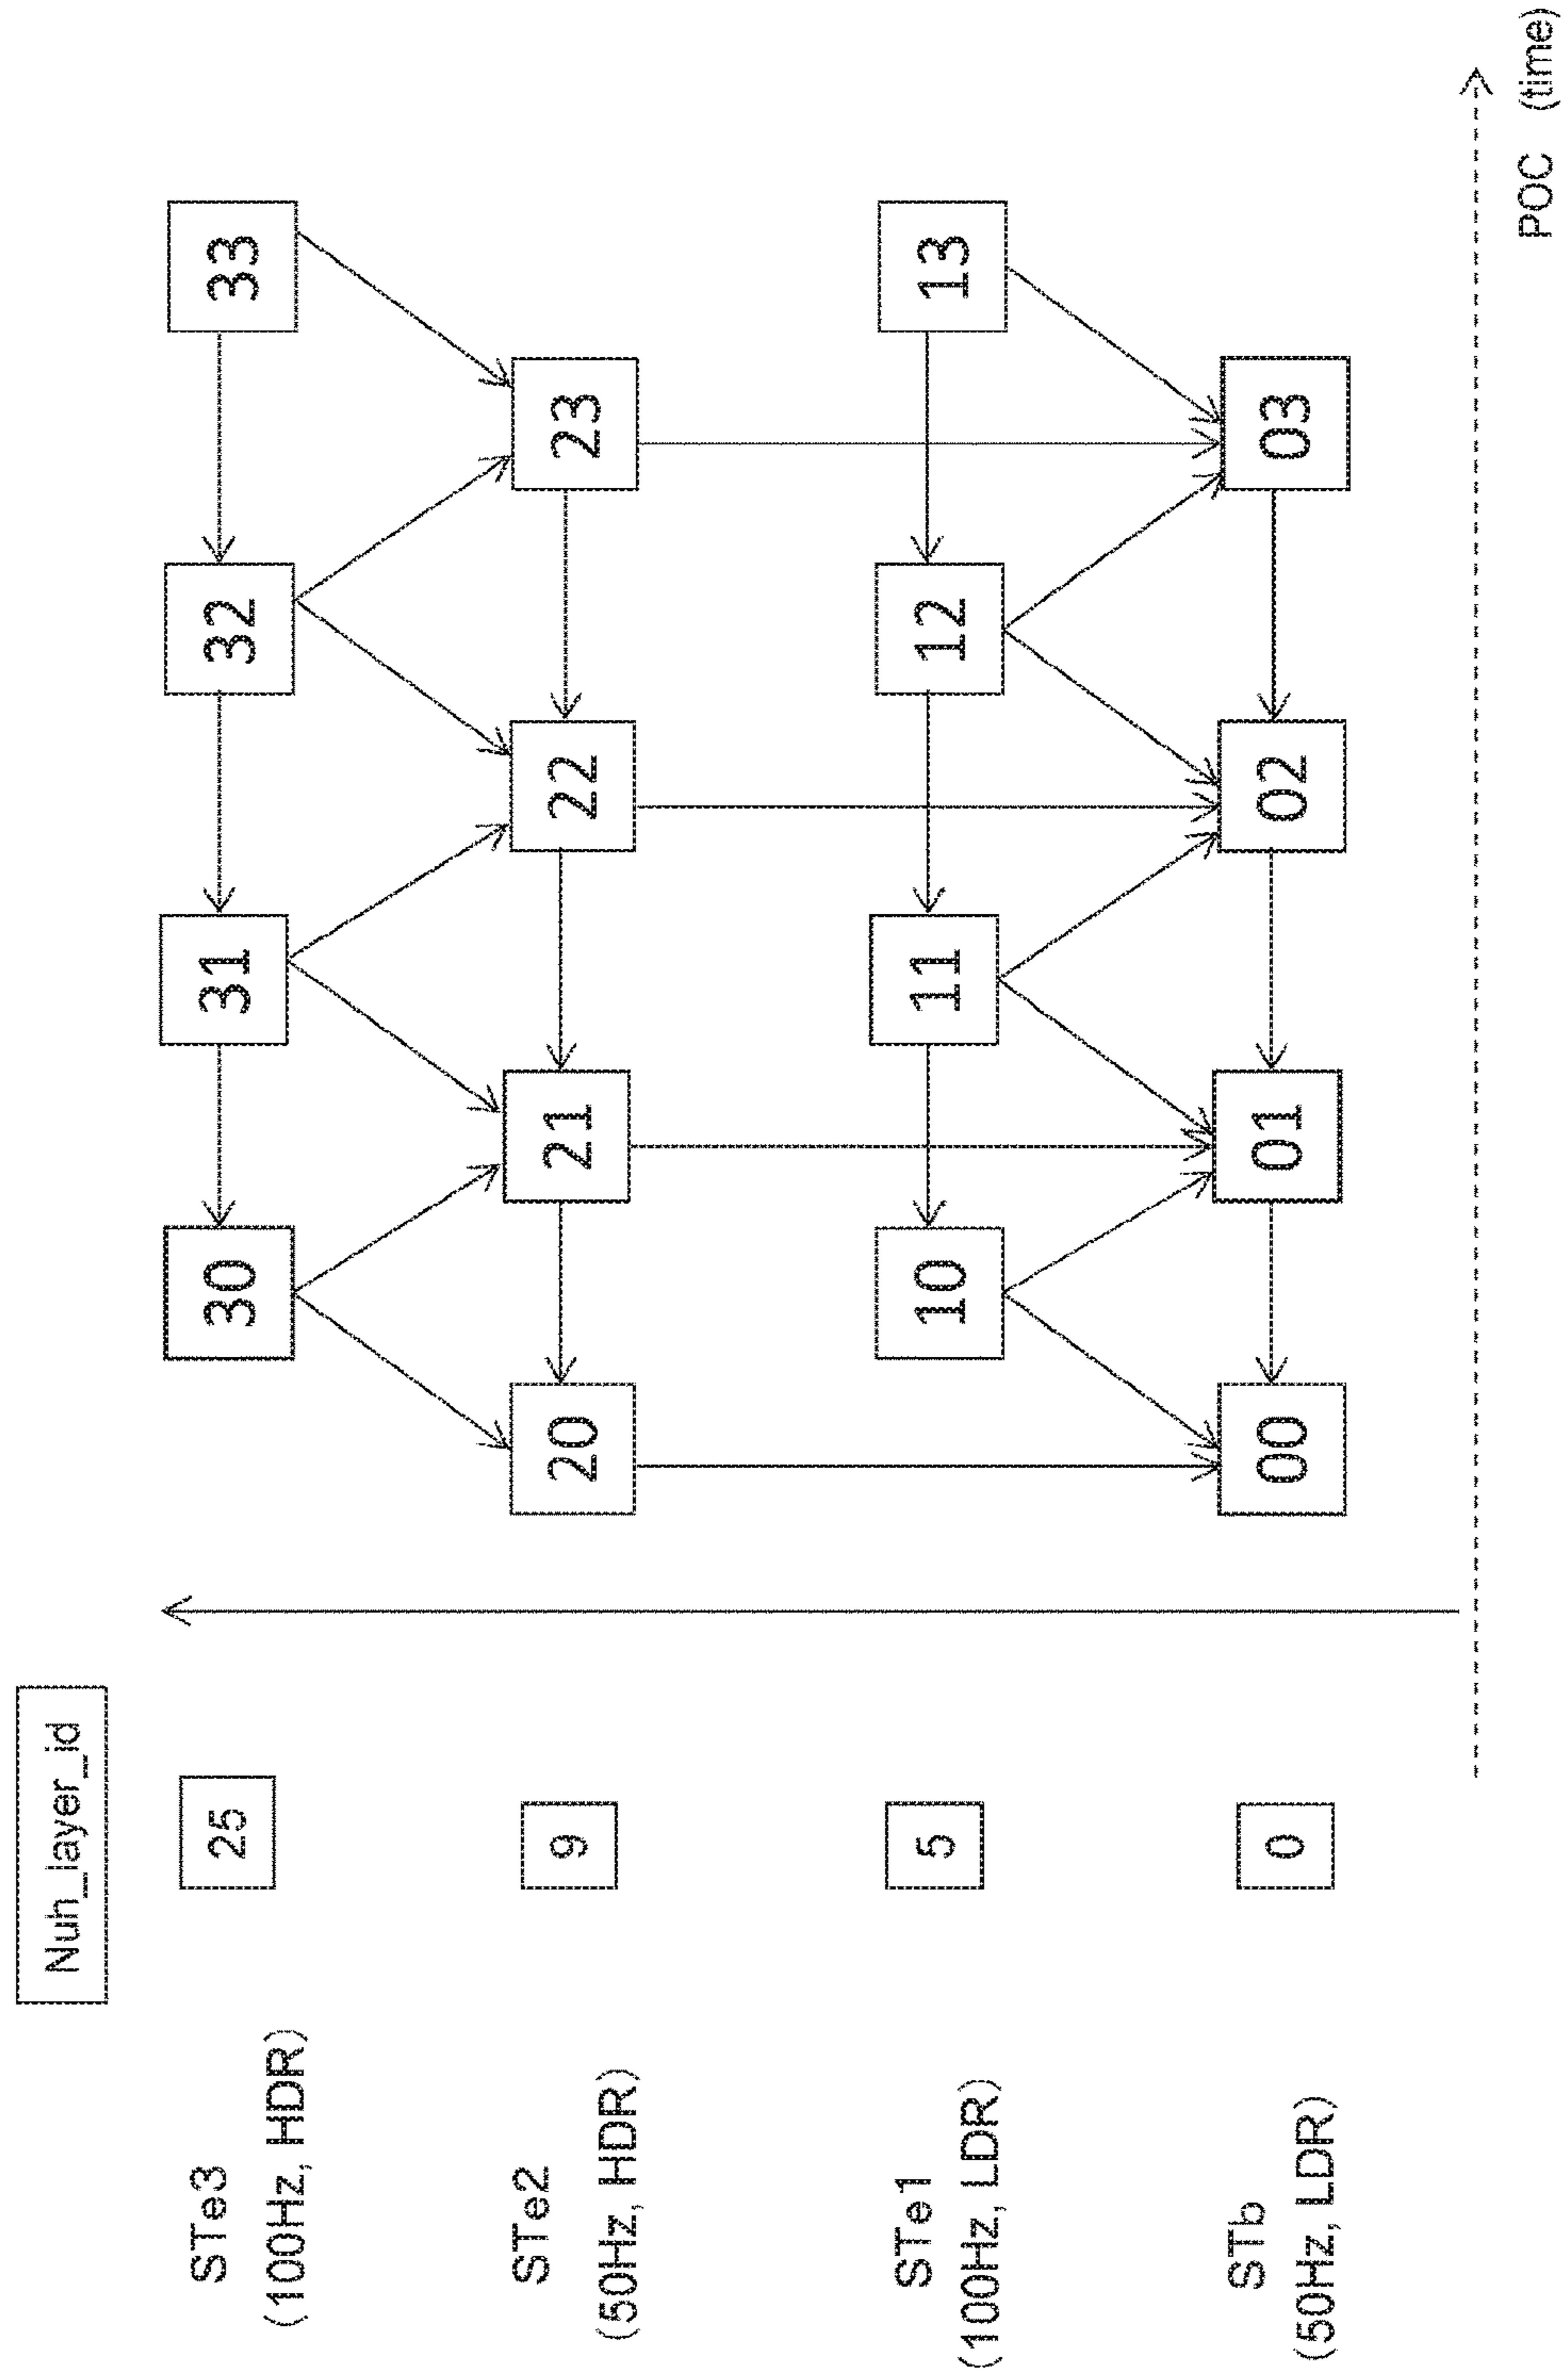 Nuh_layer_id
STe3
(100Hz, HDR)
25
30
31
32
33
STe2
(50Hz, HDR)
9
20
21
22
23
STe1
(100Hz, LDR)
5
10
11
12
13
STb
(50Hz, LDR)
0
00
01
02
03
POC (time)